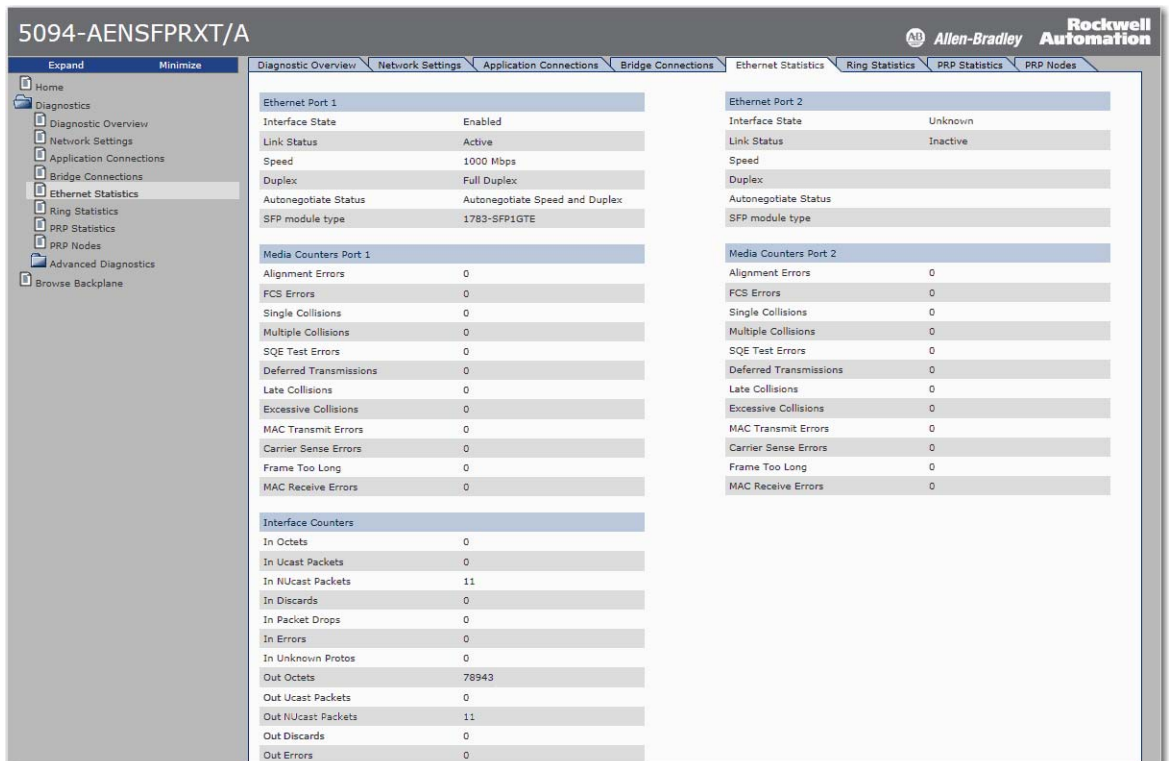 5094-AENSFPRXT/A
Allen-Bradley
Rockwell
Automation
Expand Minimize
Home
Diagnostics
Diagnostic Overview
Network Settings
Application Connections
Bridge Connections
Ethernet Statistics
Ring Statistics
PRP Statistics
PRP Nodes
Advanced Diagnostics
Browse Backplane
Diagnostic Overview Network Settings Application Connections Bridge Connections Ethernet Statistics Ring Statistics PRP Statistics PRP Nodes
Ethernet Port 1
Interface State Enabled
Link Status Active
Speed 1000 Mbps
Duplex Full Duplex
Autonegotiate Status Autonegotiate Speed and Duplex
SFP module type 1783-SFP1GTE
Media Counters Port 1
Alignment Errors 0
FCS Errors 0
Single Collisions 0
Multiple Collisions 0
SQE Test Errors 0
Deferred Transmissions 0
Late Collisions 0
Excessive Collisions 0
MAC Transmit Errors 0
Carrier Sense Errors 0
Frame Too Long 0
MAC Receive Errors 0
Interface Counters
In Octets 0
In Ucast Packets 0
In NUcast Packets 11
In Discards 0
In Packet Drops 0
In Errors 0
In Unknown Protos 0
Out Octets 78943
Out Ucast Packets 0
Out NUcast Packets 11
Out Discards 0
Out Errors 0
Ethernet Port 2
Interface State Unknown
Link Status Inactive
Speed
Duplex
Autonegotiate Status
SFP module type
Media Counters Port 2
Alignment Errors 0
FCS Errors 0
Single Collisions 0
Multiple Collisions 0
SQE Test Errors 0
Deferred Transmissions 0
Late Collisions 0
Excessive Collisions 0
MAC Transmit Errors 0
Carrier Sense Errors 0
Frame Too Long 0
MAC Receive Errors 0